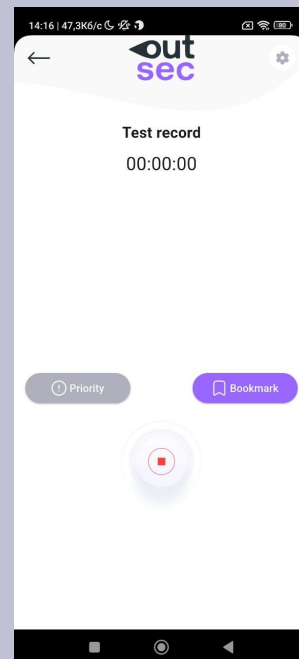 14:16 | 47,3Кб/с
80
out
sec
Test record
00:00:00
Priority
Bookmark